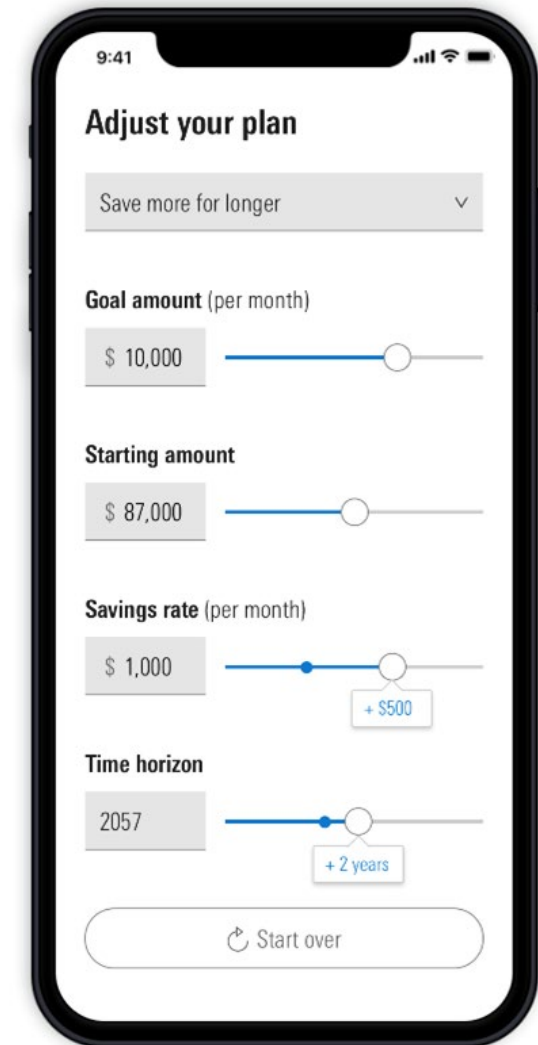 9:41
Adjust your plan
Save more for longer
Goal amount (per month)
$ 10,000
Starting amount
$ 87,000
Savings rate (per month)
$ 1,000
+ $500
Time horizon
2057
+ 2 years
Start over